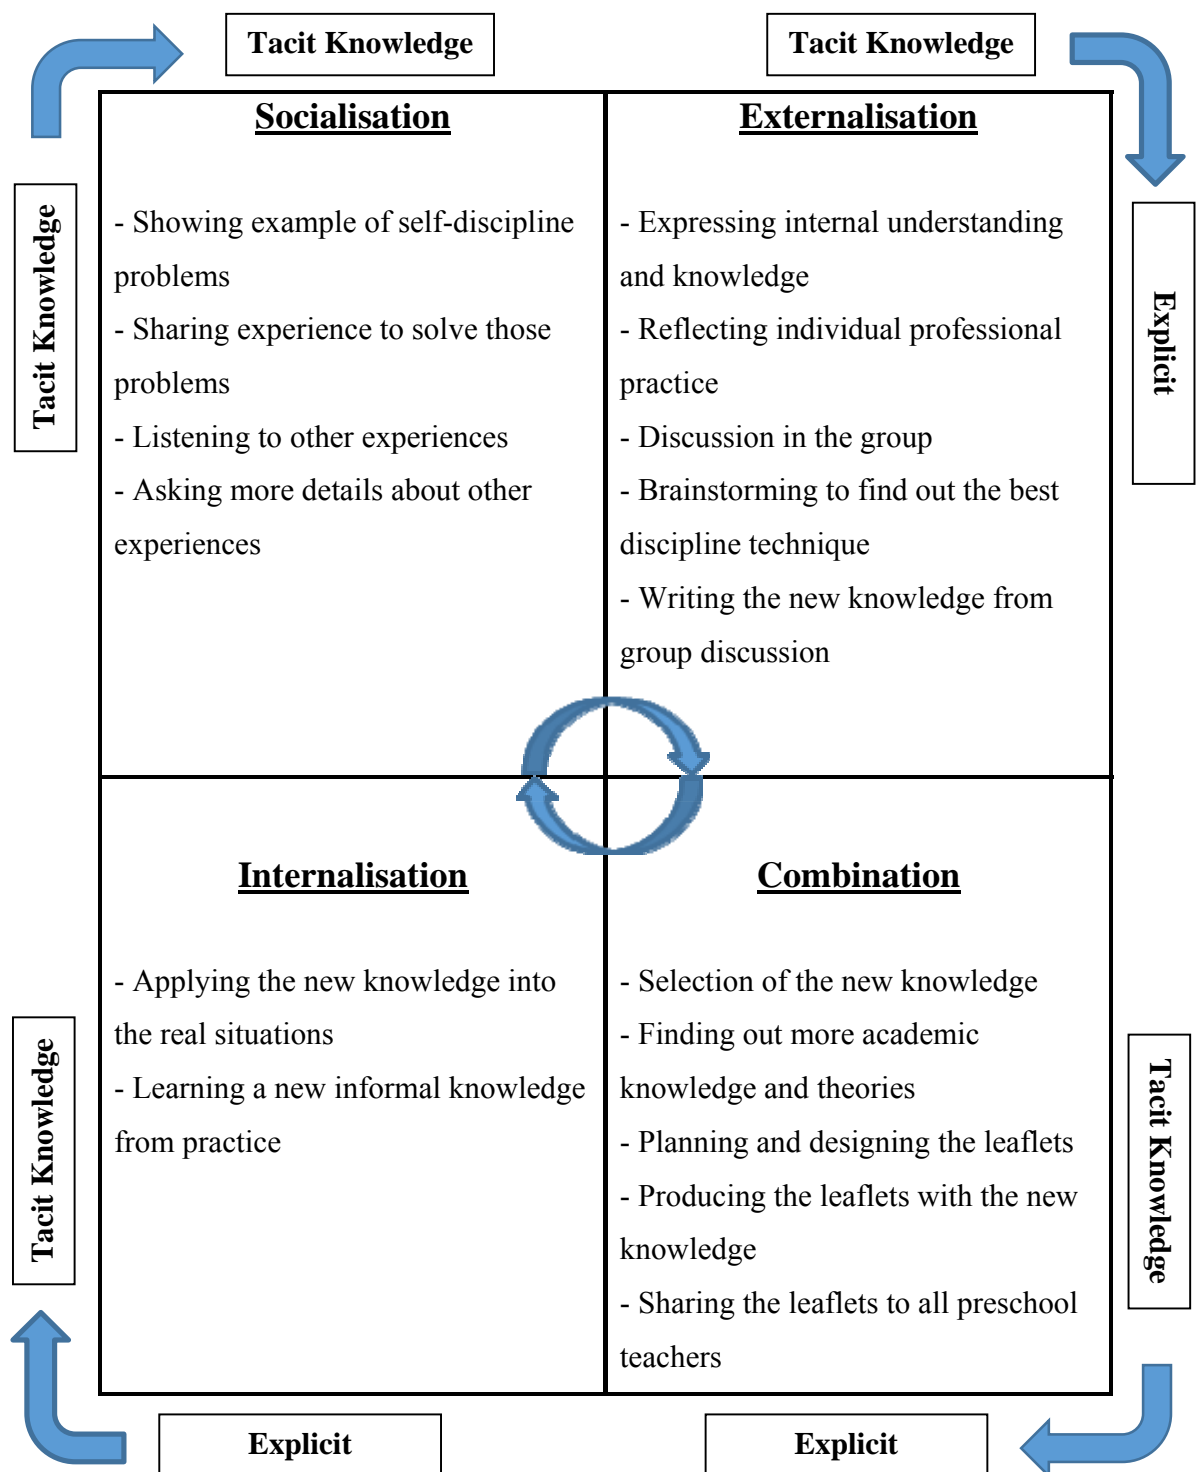 Tacit Knowledge
Tacit Knowledge
Tacit Knowledge
Socialisation
- Showing example of self-discipline
problems
- Sharing experience to solve those
problems
- Listening to other experiences
- Asking more details about other
experiences
Externalisation
- Expressing internal understanding
and knowledge
- Reflecting individual professional
practice
- Discussion in the group
- Brainstorming to find out the best
discipline technique
- Writing the new knowledge from
group discussion
Explicit
Tacit Knowledge
Internalisation
- Applying the new knowledge into
the real situations
- Learning a new informal knowledge
from practice
Combination
- Selection of the new knowledge
- Finding out more academic
knowledge and theories
- Planning and designing the leaflets
- Producing the leaflets with the new
knowledge
- Sharing the leaflets to all preschool
teachers
Tacit Knowledge
Explicit
Explicit